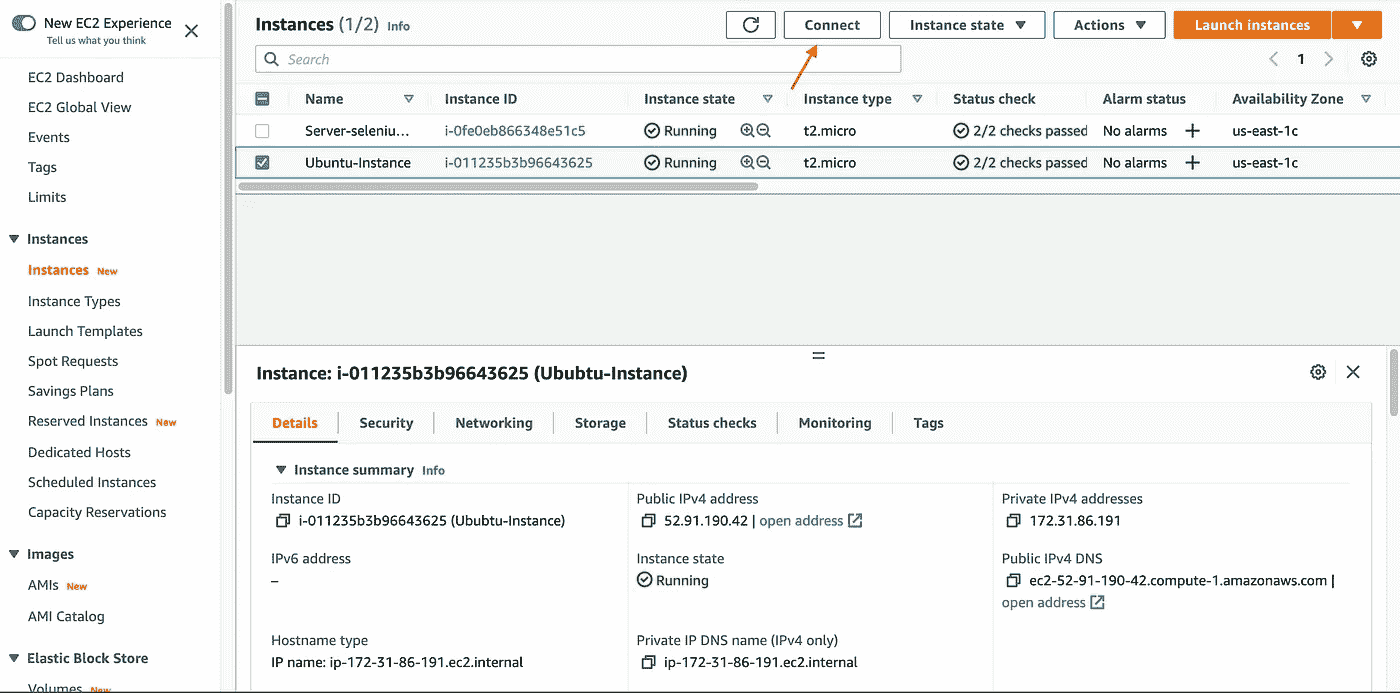 New EC2 Experience
Tell us what you think
EC2 Dashboard
EC2 Global View
Events
Tags
Limits
Instances
Instances New
Instance Types
Launch Templates
Spot Requests
Savings Plans
Reserved Instances New
Dedicated Hosts
Scheduled Instances
Capacity Reservations
Images
AMIs New
AMI Catalog
Elastic Block Store
Volumes New
Instances (1/2) Info
Connect
Instance state
Actions
Launch instances
Search
1
Name Instance ID Instance state Instance type Status check Alarm status Availability Zone
Server-seleniu... i-0fe0eb866348e51c5 Running t2.micro 2/2 checks passed No alarms + us-east-1c
Ubuntu-Instance i-011235b3b96643625 Running t2.micro 2/2 checks passed No alarms + us-east-1c
Instance: i-011235b3b96643625 (Ububtu-Instance)
Details Security Networking Storage Status checks Monitoring Tags
Instance summary Info
Instance ID
i-011235b3b96643625 (Ububtu-Instance)
Public IPv4 address
52.91.190.42 | open address
Private IPv4 addresses
172.31.86.191
IPv6 address
–
Instance state
Running
Public IPv4 DNS
ec2-52-91-190-42.compute-1.amazonaws.com |
open address
Hostname type
IP name: ip-172-31-86-191.ec2.internal
Private IP DNS name (IPv4 only)
ip-172-31-86-191.ec2.internal